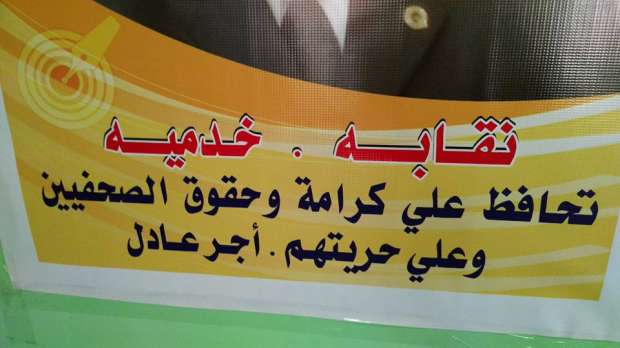 نقابه . خدميه
تحافظ علي كرامة وحقوق الصحفيين
وعلي حريتهم . أجر عادل